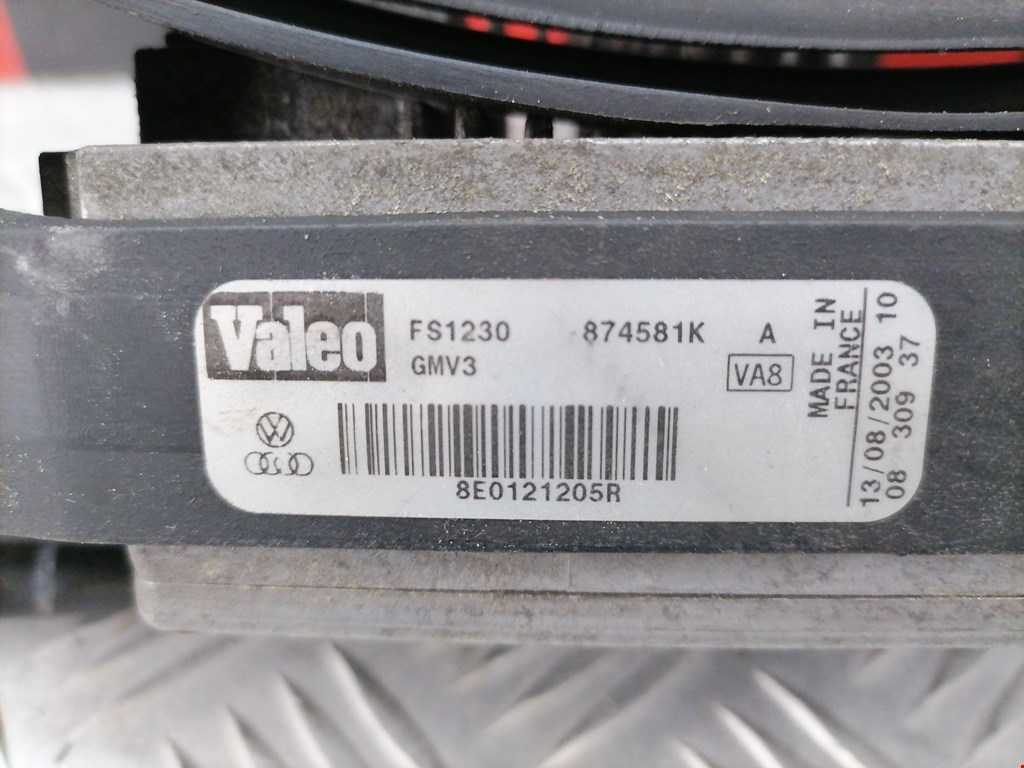 Valeo
FS1230 874581K A
GMV3
VA8
8E0121205R
MADE IN
FRANCE
13/08/2003 10
08 309 37